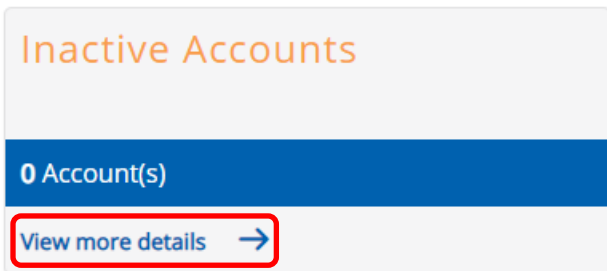 Inactive Accounts
0 Account(s)
View more details →